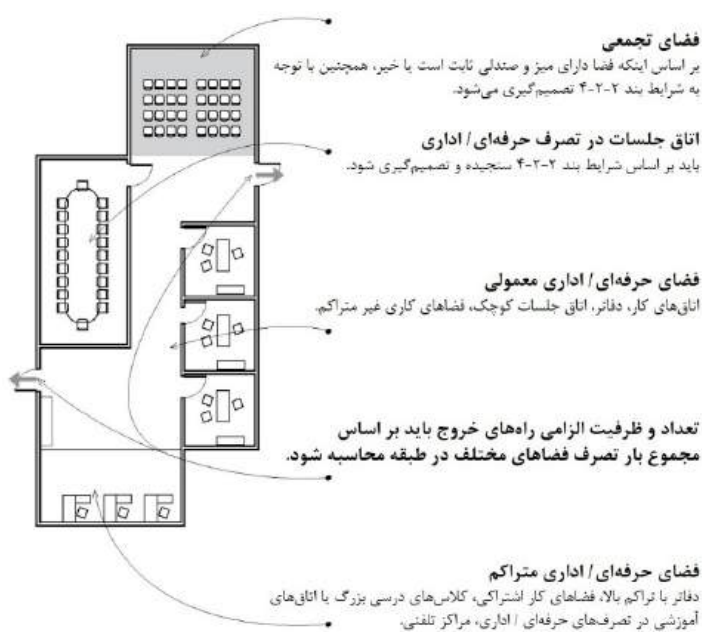 فضای تجمعی
بر اساس اینکه فضا دارای میز و صندلی ثابت است یا خیر، همچنین با توجه
به شرایط بند ۲-۲-۴ تصمیم‌گیری می‌شود.
اتاق جلسات در تصرف حرفه‌ای/ اداری
باید بر اساس شرایط بند ۲-۲-۴ سنجیده و تصمیم‌گیری شود.
فضای حرفه‌ای/ اداری معمولی
اتاق‌های کار، دفاتر، اتاق جلسات کوچک، فضاهای کاری غیر متراکم.
تعداد و ظرفیت الزامی راه‌های خروج باید بر اساس
مجموع بار تصرف فضاهای مختلف در طبقه محاسبه شود.
فضای حرفه‌ای/ اداری متراکم
دفاتر با تراکم بالا، فضاهای کار اشتراکی، کلاس‌های درسی بزرگ یا اتاق‌های
آموزشی در تصرف‌های حرفه‌ای / اداری، مراکز تلفنی.